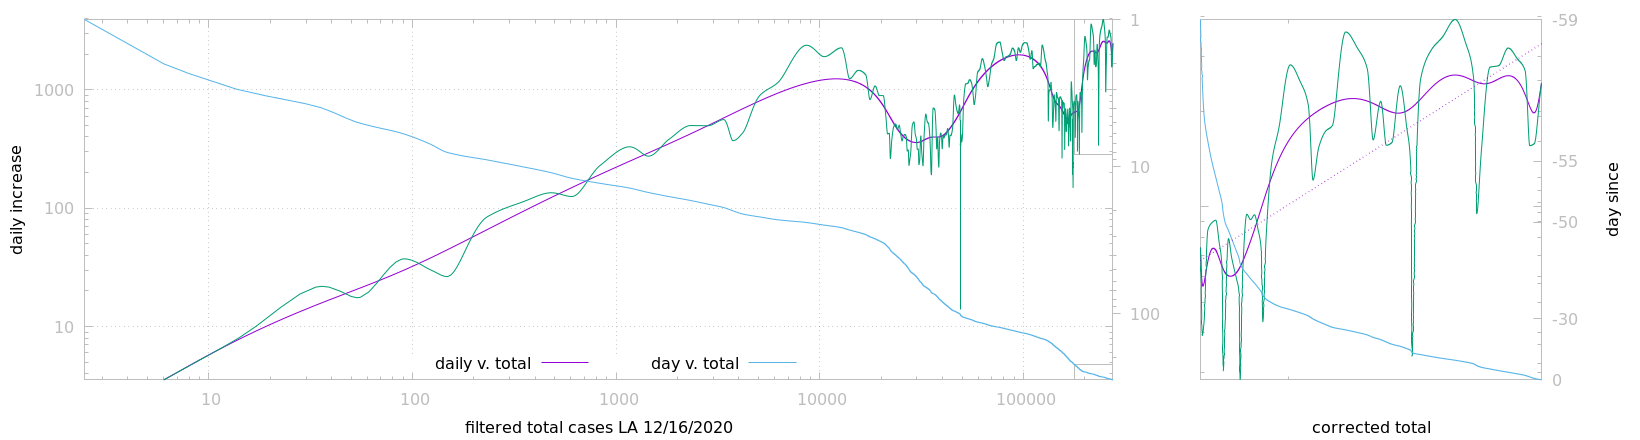 1
-59
1000
daily increase
100
10
-55
-50
day since
10
100
-30
daily v. total
day v. total
0
10
100
1000
10000
100000
filtered total cases LA 12/16/2020
corrected total